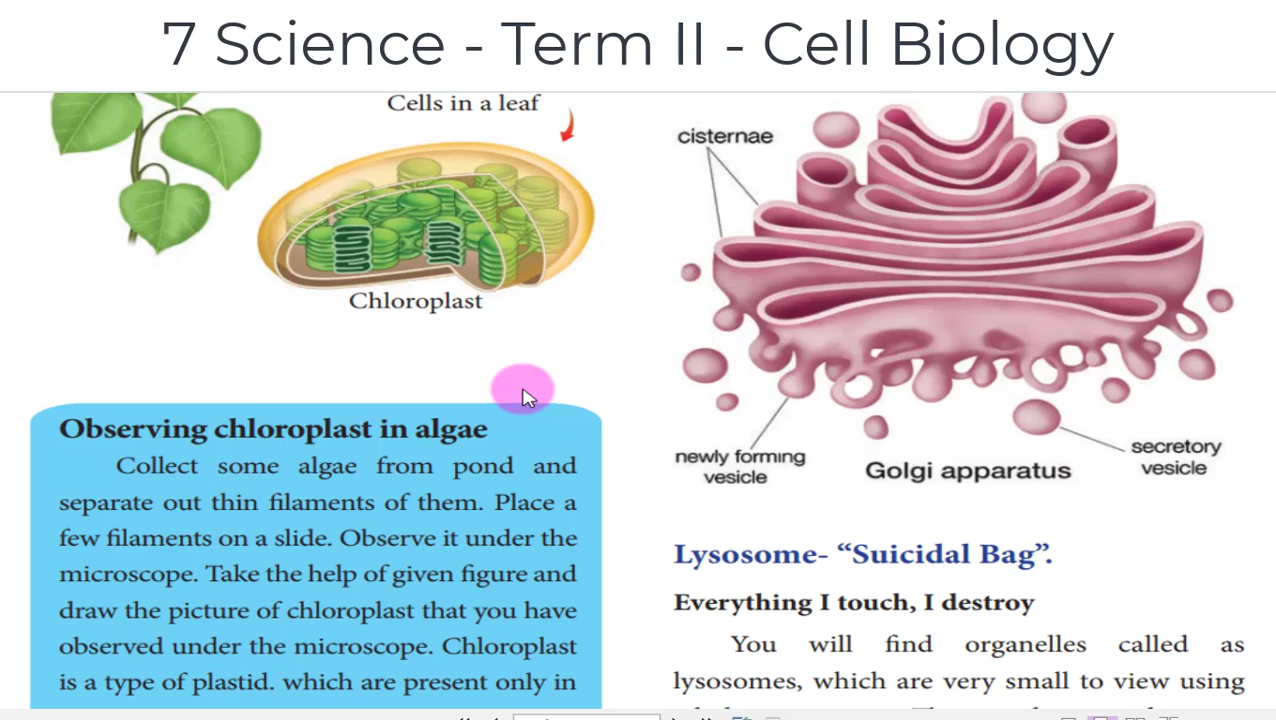 7 Science - Term II - Cell Biology
Cells in a leaf
Chloroplast
Observing chloroplast in algae
Collect some algae from pond and
separate out thin filaments of them. Place a
few filaments on a slide. Observe it under the
microscope. Take the help of given figure and
draw the picture of chloroplast that you have
observed under the microscope. Chloroplast
is a type of plastid. which are present only in
cisternae
newly forming
vesicle
Golgi apparatus
secretory
vesicle
Lysosome- “Suicidal Bag”.
Everything I touch, I destroy
You will find organelles called as
lysosomes, which are very small to view using